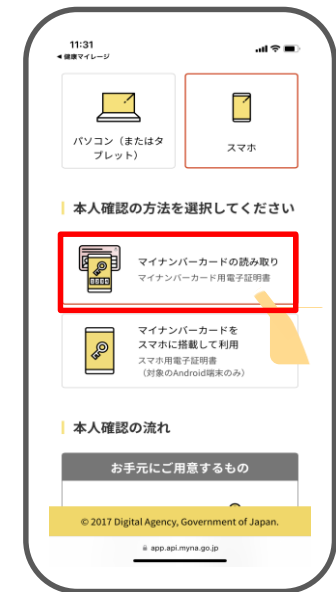 11:31
◀ 健康マイレージ
パソコン（またはタ
ブレット）
スマホ
本人確認の方法を選択してください
マイナンバーカードの読み取り
マイナンバーカード用電子証明書
マイナンバーカードを
スマホに搭載して利用
スマホ用電子証明書
（対象のAndroid端末のみ）
本人確認の流れ
お手元にご用意するもの
© 2017 Digital Agency, Government of Japan.
app.api.myna.go.jp